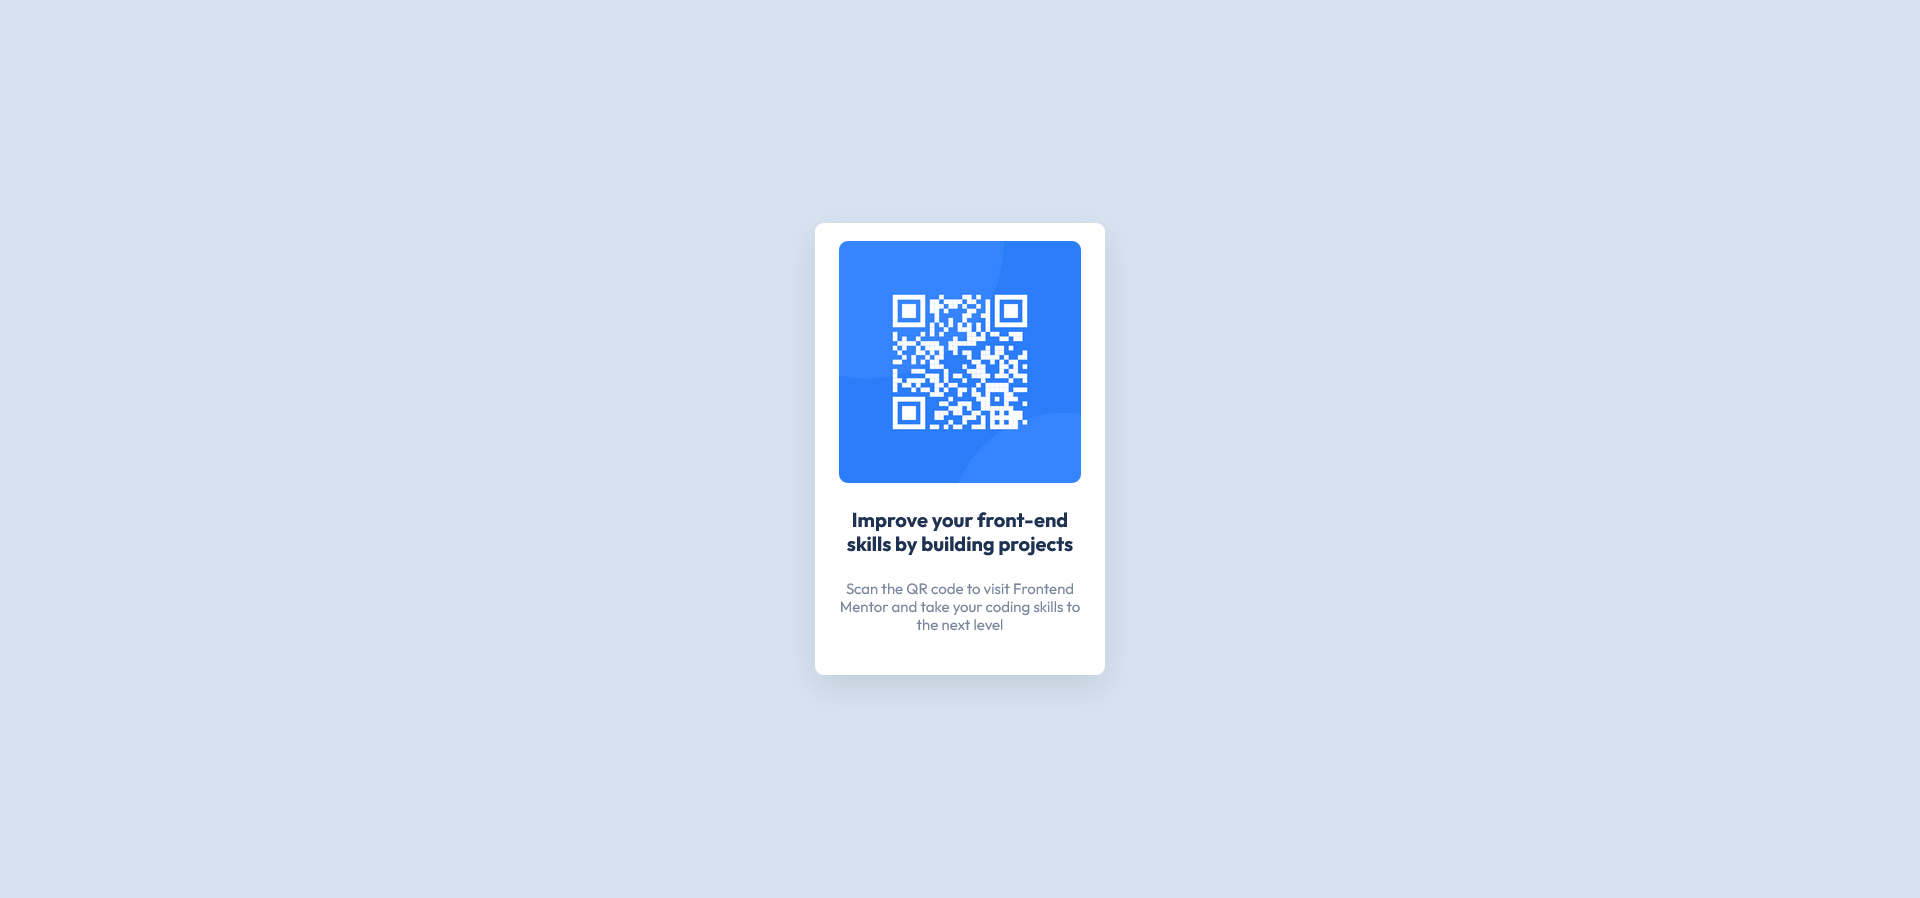 Improve your front-end
skills by building projects
Scan the QR code to visit Frontend
Mentor and take your coding skills to
the next level